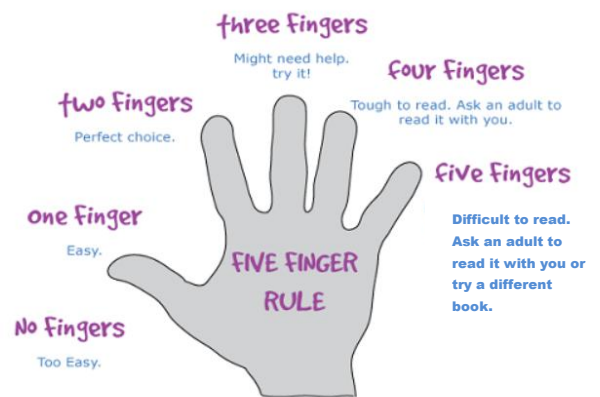 three fingers
Might need help.
try it!
four fingers
Tough to read. Ask an adult to
read it with you.
two fingers
Perfect choice.
five fingers
Difficult to read.
Ask an adult to
read it with you or
try a different
book.
one finger
Easy.
FIVE FINGER
RULE
No fingers
Too Easy.